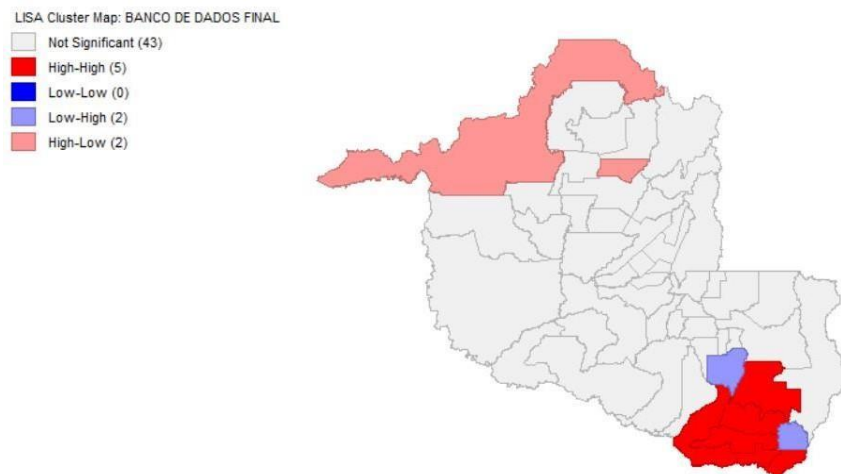 LISA Cluster Map: BANCO DE DADOS FINAL
Not Significant (43)
High-High (5)
Low-Low (0)
Low-High (2)
High-Low (2)